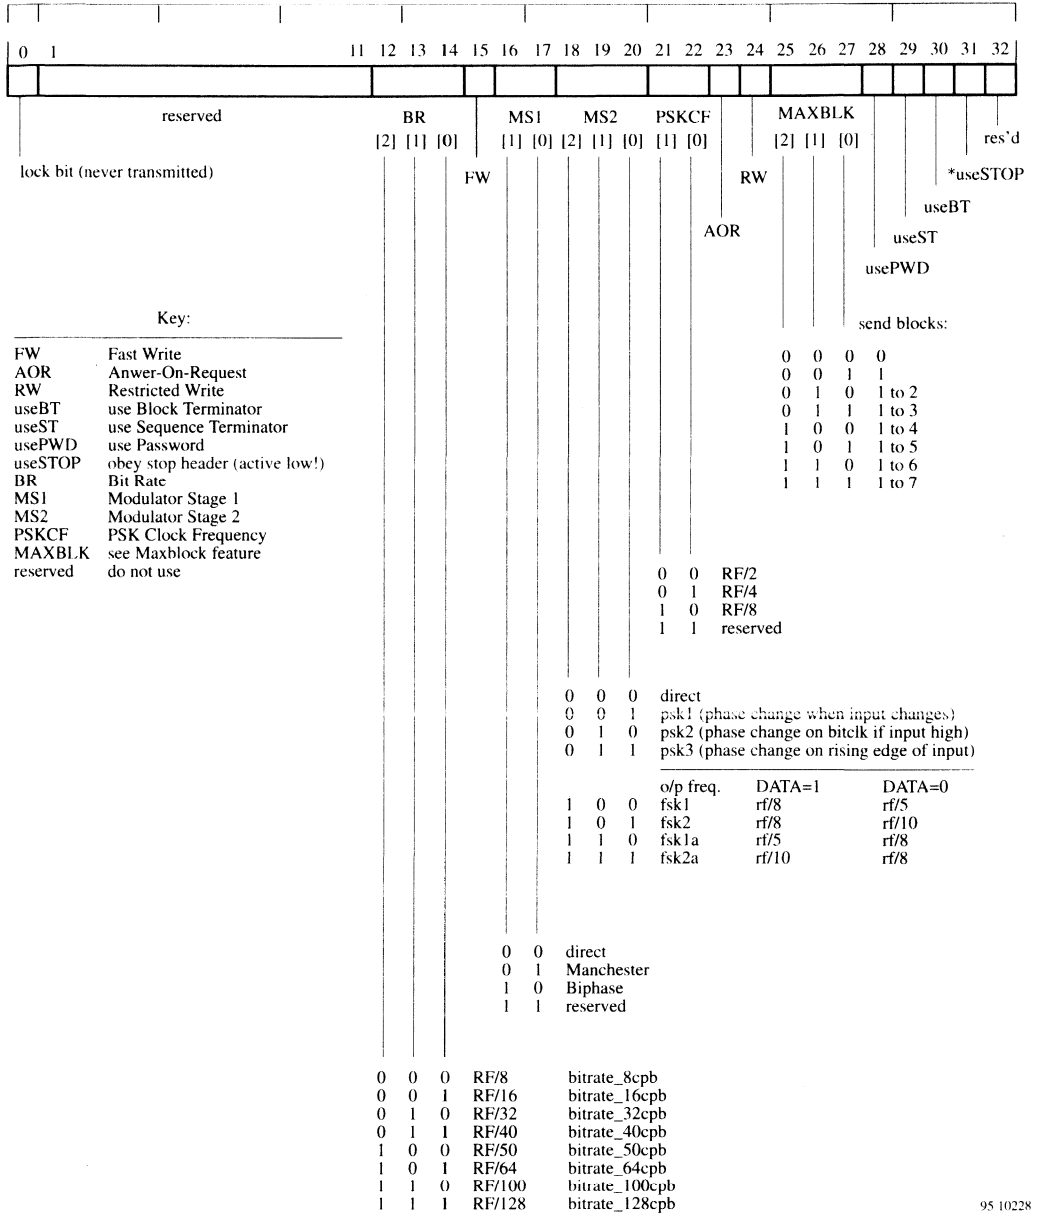 0 1 11 12 13 14 15 16 17 18 19 20 21 22 23 24 25 26 27 28 29 30 31 32
reserved BR MS1 MS2 PSKCF MAXBLK
[2] [1] [0] [1] [0] [2] [1] [0] [1] [0] [2] [1] [0] res'd
lock bit (never transmitted) FW RW *useSTOP
useBT
AOR useST
usePWD
Key: send blocks:
FW Fast Write
AOR Anwer-On-Request
RW Restricted Write
useBT use Block Terminator
useST use Sequence Terminator
usePWD use Password
useSTOP obey stop header (active low!)
BR Bit Rate
MS1 Modulator Stage 1
MS2 Modulator Stage 2
PSKCF PSK Clock Frequency
MAXBLK see Maxblock feature
reserved do not use
0 0 0 0
0 0 1 1
0 1 0 1 to 2
0 1 1 1 to 3
1 0 0 1 to 4
1 0 1 1 to 5
1 1 0 1 to 6
1 1 1 1 to 7
0 0 RF/2
0 1 RF/4
1 0 RF/8
1 1 reserved
0 0 0 direct
0 0 1 psk1 (phase change when input changes)
0 1 0 psk2 (phase change on bitclk if input high)
0 1 1 psk3 (phase change on rising edge of input)
o/p freq. DATA=1 DATA=0
1 0 0 fsk1 rf/8 rf/5
1 0 1 fsk2 rf/8 rf/10
1 1 0 fsk1a rf/5 rf/8
1 1 1 fsk2a rf/10 rf/8
0 0 direct
0 1 Manchester
1 0 Biphase
1 1 reserved
0 0 0 RF/8 bitrate_8cpb
0 0 1 RF/16 bitrate_16cpb
0 1 0 RF/32 bitrate_32cpb
0 1 1 RF/40 bitrate_40cpb
1 0 0 RF/50 bitrate_50cpb
1 0 1 RF/64 bitrate_64cpb
1 1 0 RF/100 bitrate_100cpb
1 1 1 RF/128 bitrate_128cpb
95 10228